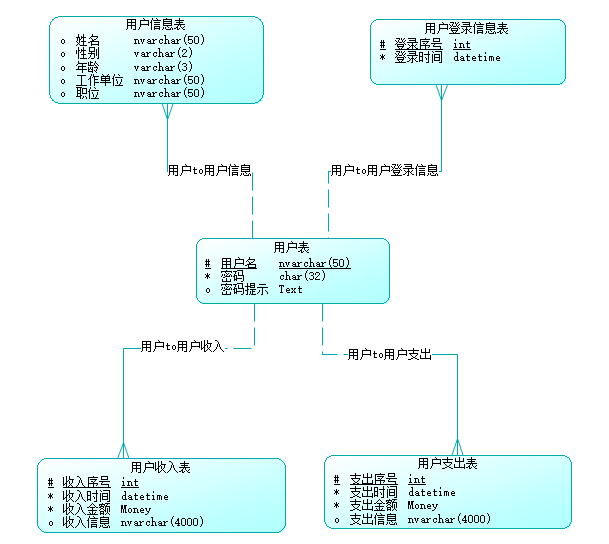 用户信息表
o 姓名 nvarchar(50)
o 性别 varchar(2)
o 年龄 varchar(3)
o 工作单位 nvarchar(50)
o 职位 nvarchar(50)
用户登录信息表
# 登录序号 int
* 登录时间 datetime
用户to用户信息
用户to用户登录信息
用户表
# 用户名 nvarchar(50)
* 密码 char(32)
o 密码提示 Text
用户to用户收入
用户to用户支出
用户收入表
# 收入序号 int
* 收入时间 datetime
* 收入金额 Money
o 收入信息 nvarchar(4000)
用户支出表
# 支出序号 int
* 支出时间 datetime
* 支出金额 Money
o 支出信息 nvarchar(4000)